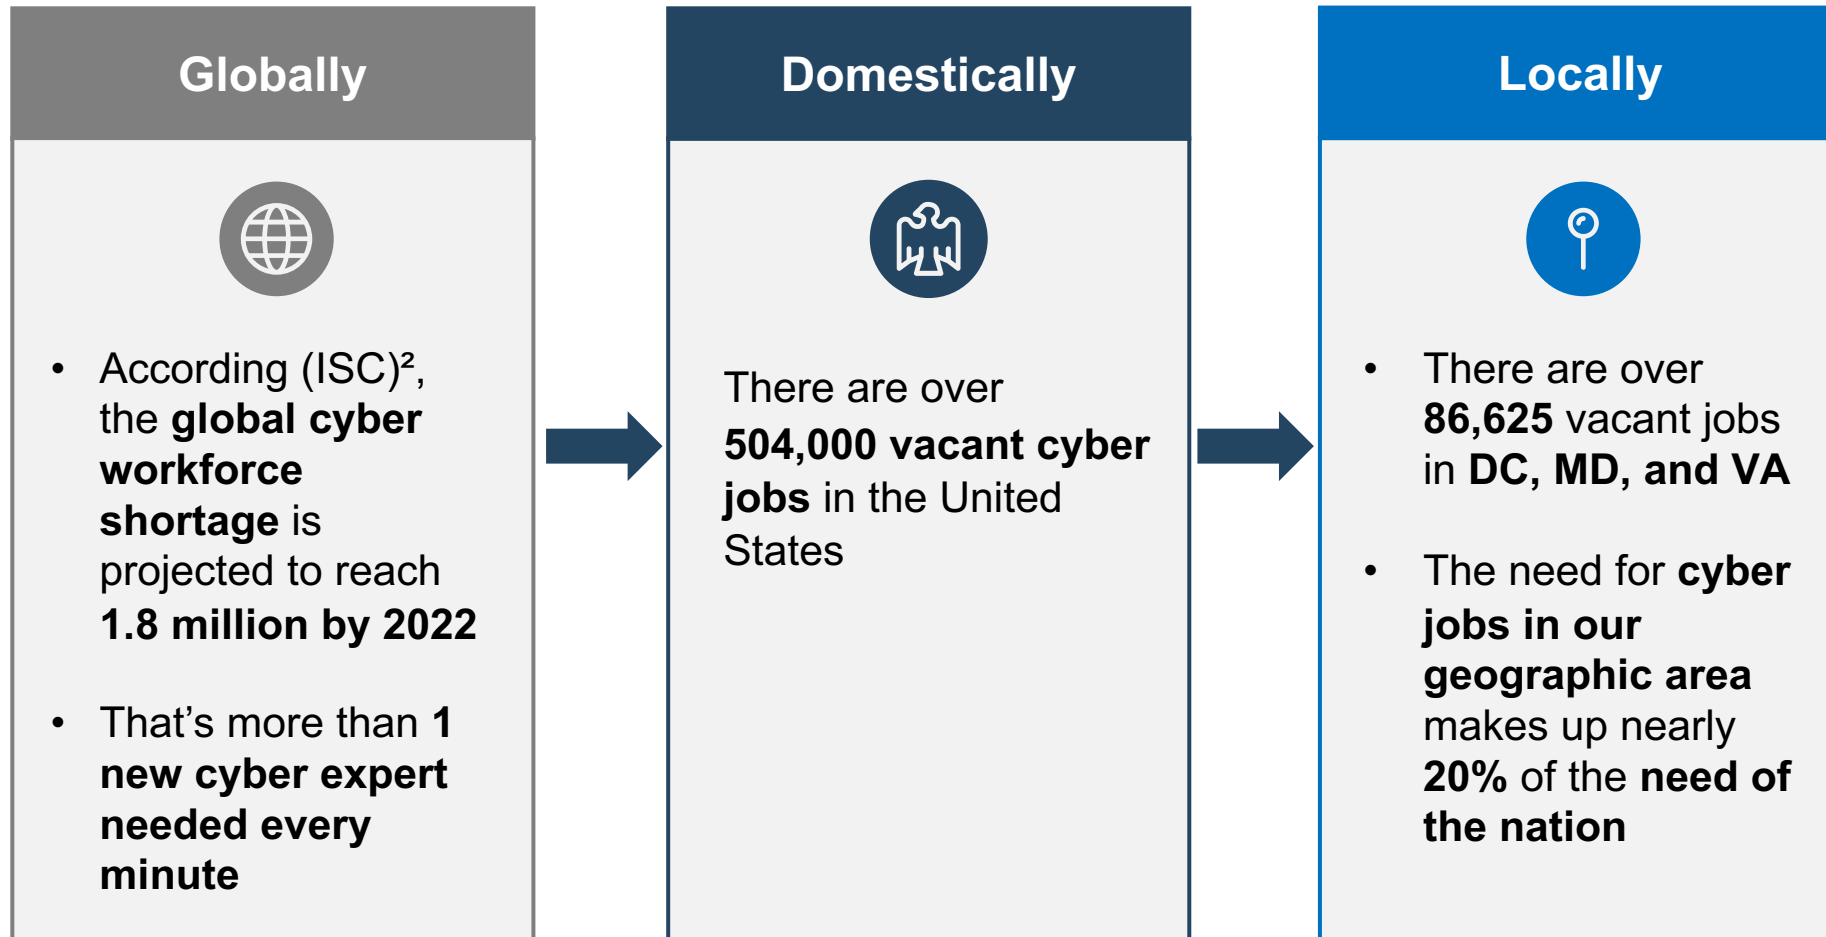 Globally
• According (ISC)²,
the global cyber
workforce
shortage is
projected to reach
1.8 million by 2022
• That’s more than 1
new cyber expert
needed every
minute
Domestically
There are over
504,000 vacant cyber
jobs in the United
States
Locally
• There are over
86,625 vacant jobs
in DC, MD, and VA
• The need for cyber
jobs in our
geographic area
makes up nearly
20% of the need of
the nation